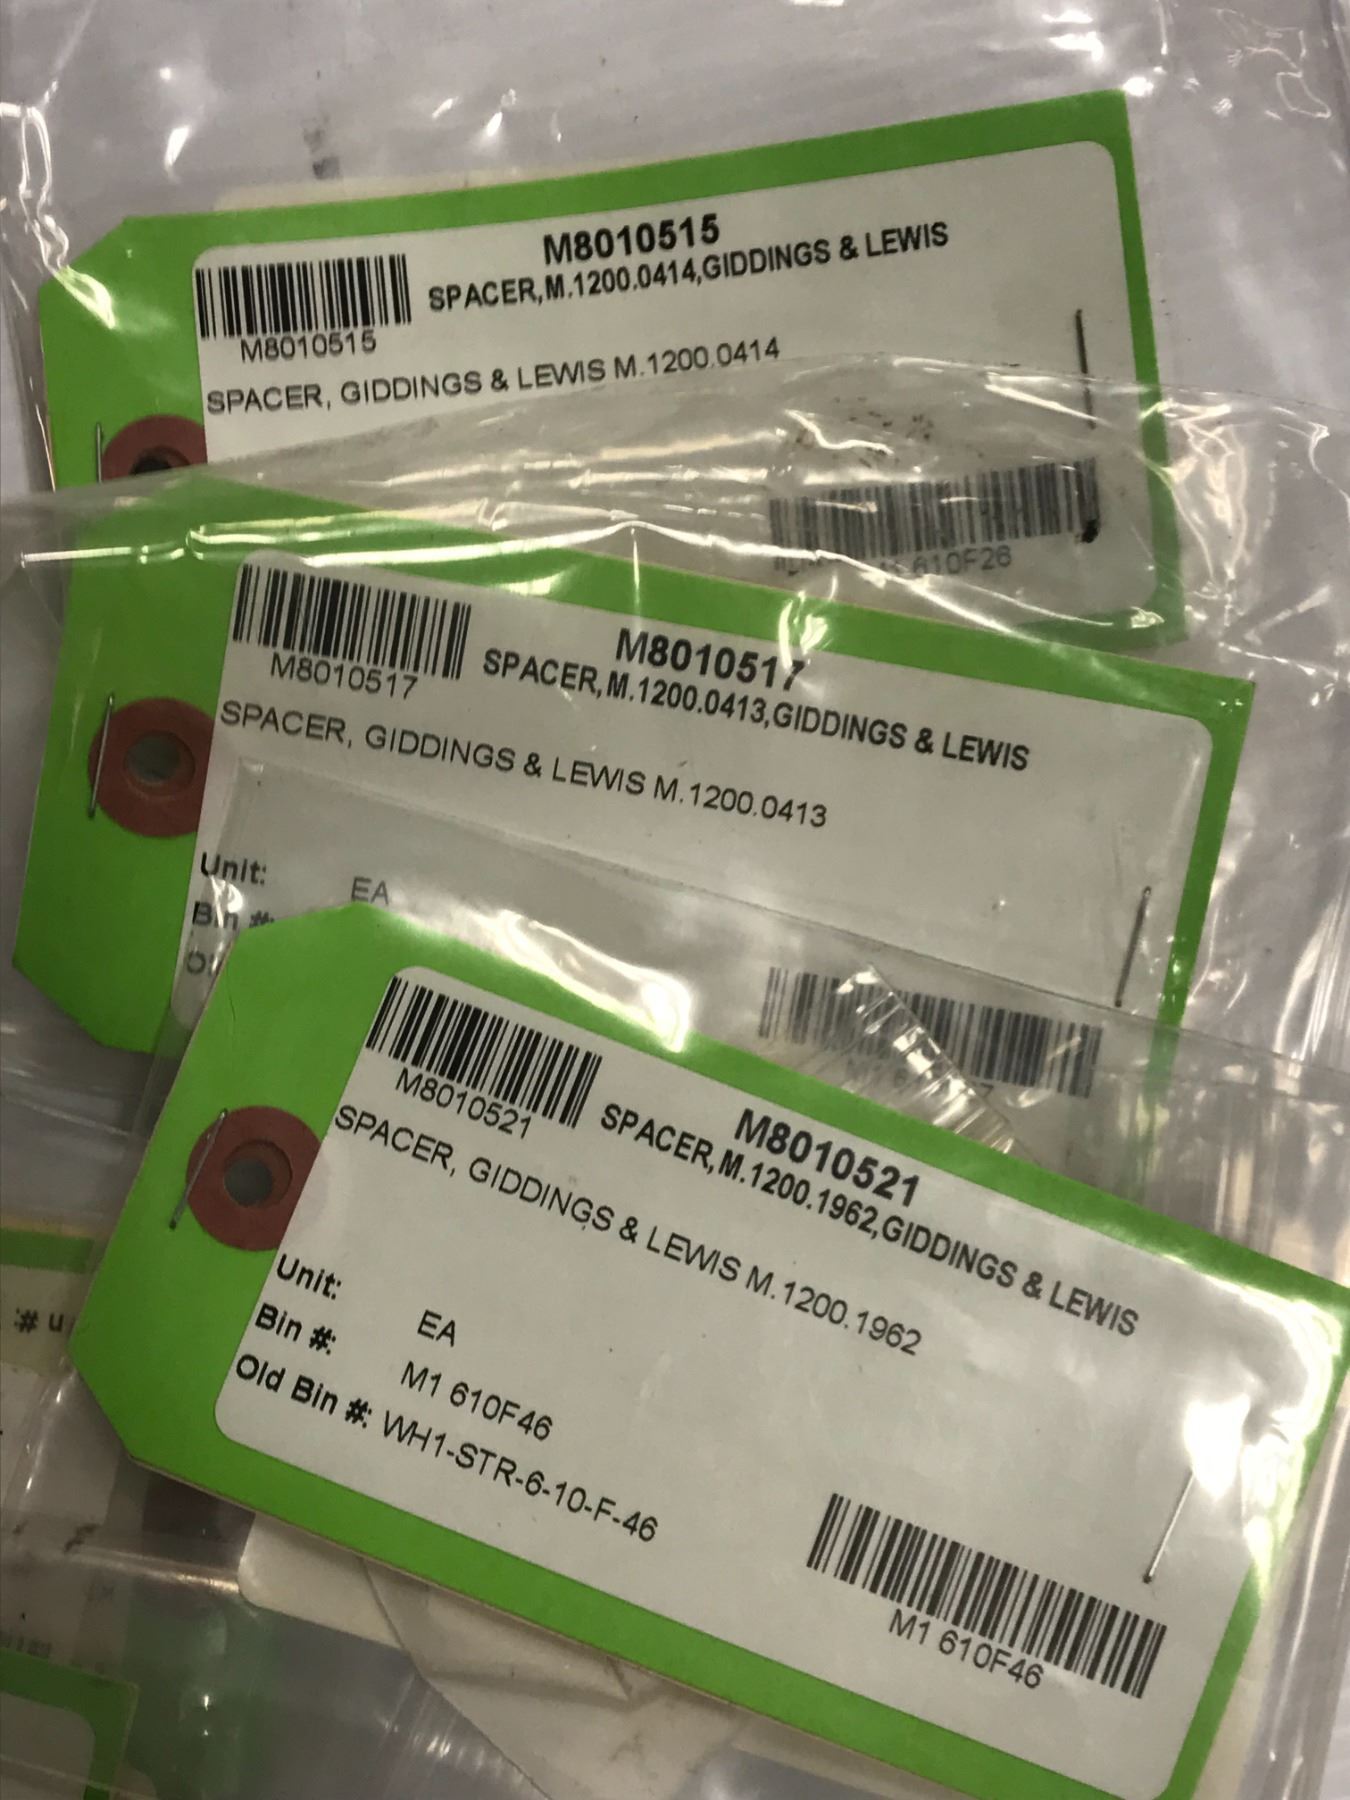 M8010515
SPACER,M.1200.0414,GIDDINGS & LEWIS
M8010515
SPACER, GIDDINGS & LEWIS M.1200.0414
610F26
M8010517
SPACER,M.1200.0413,GIDDINGS & LEWIS
M8010517
SPACER, GIDDINGS & LEWIS M.1200.0413
Unit: EA
Bin #:
M8010521
SPACER,M.1200.1962,GIDDINGS & LEWIS
M8010521
SPACER, GIDDINGS & LEWIS M.1200.1962
Unit: EA
Bin #: M1 610F46
Old Bin #: WH1-STR-6-10-F-46
M1 610F46